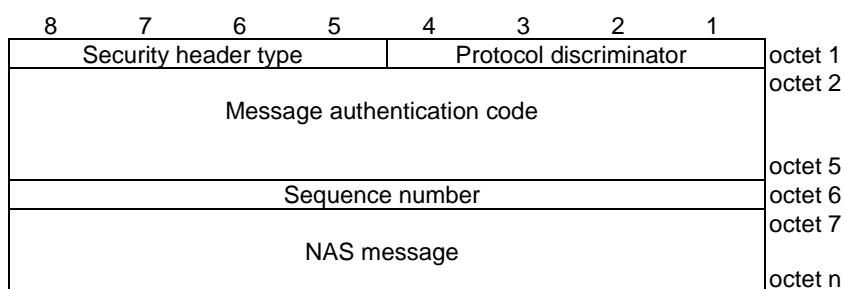 8 7 6 5 4 3 2 1
Security header type Protocol discriminator octet 1
octet 2
Message authentication code
octet 5
Sequence number octet 6
octet 7
NAS message
octet n